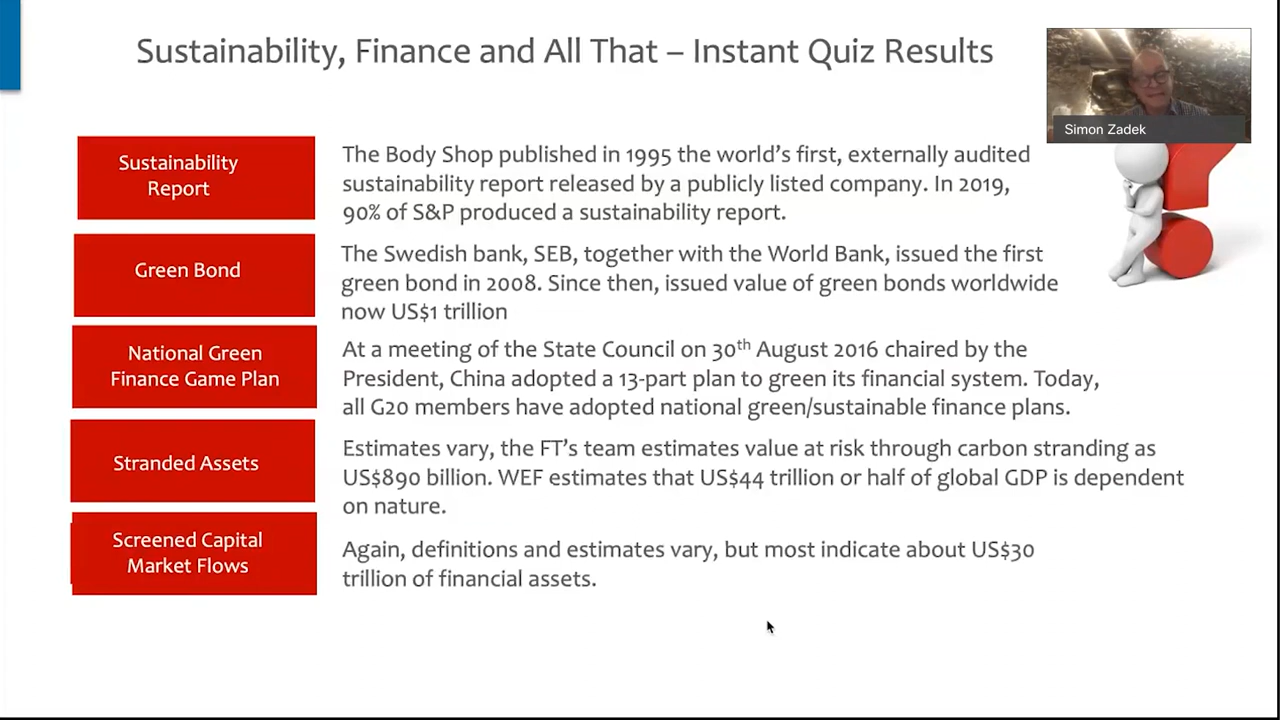 Sustainability, Finance and All That – Instant Quiz Results
Simon Zadek
Sustainability
Report
The Body Shop published in 1995 the world's first, externally audited
sustainability report released by a publicly listed company. In 2019,
90% of S&P produced a sustainability report.
Green Bond
The Swedish bank, SEB, together with the World Bank, issued the first
green bond in 2008. Since then, issued value of green bonds worldwide
now US$1 trillion
National Green
Finance Game Plan
At a meeting of the State Council on 30th August 2016 chaired by the
President, China adopted a 13-part plan to green its financial system. Today,
all G20 members have adopted national green/sustainable finance plans.
Stranded Assets
Estimates vary, the FT's team estimates value at risk through carbon stranding as
US$890 billion. WEF estimates that US$44 trillion or half of global GDP is dependent
on nature.
Screened Capital
Market Flows
Again, definitions and estimates vary, but most indicate about US$30
trillion of financial assets.